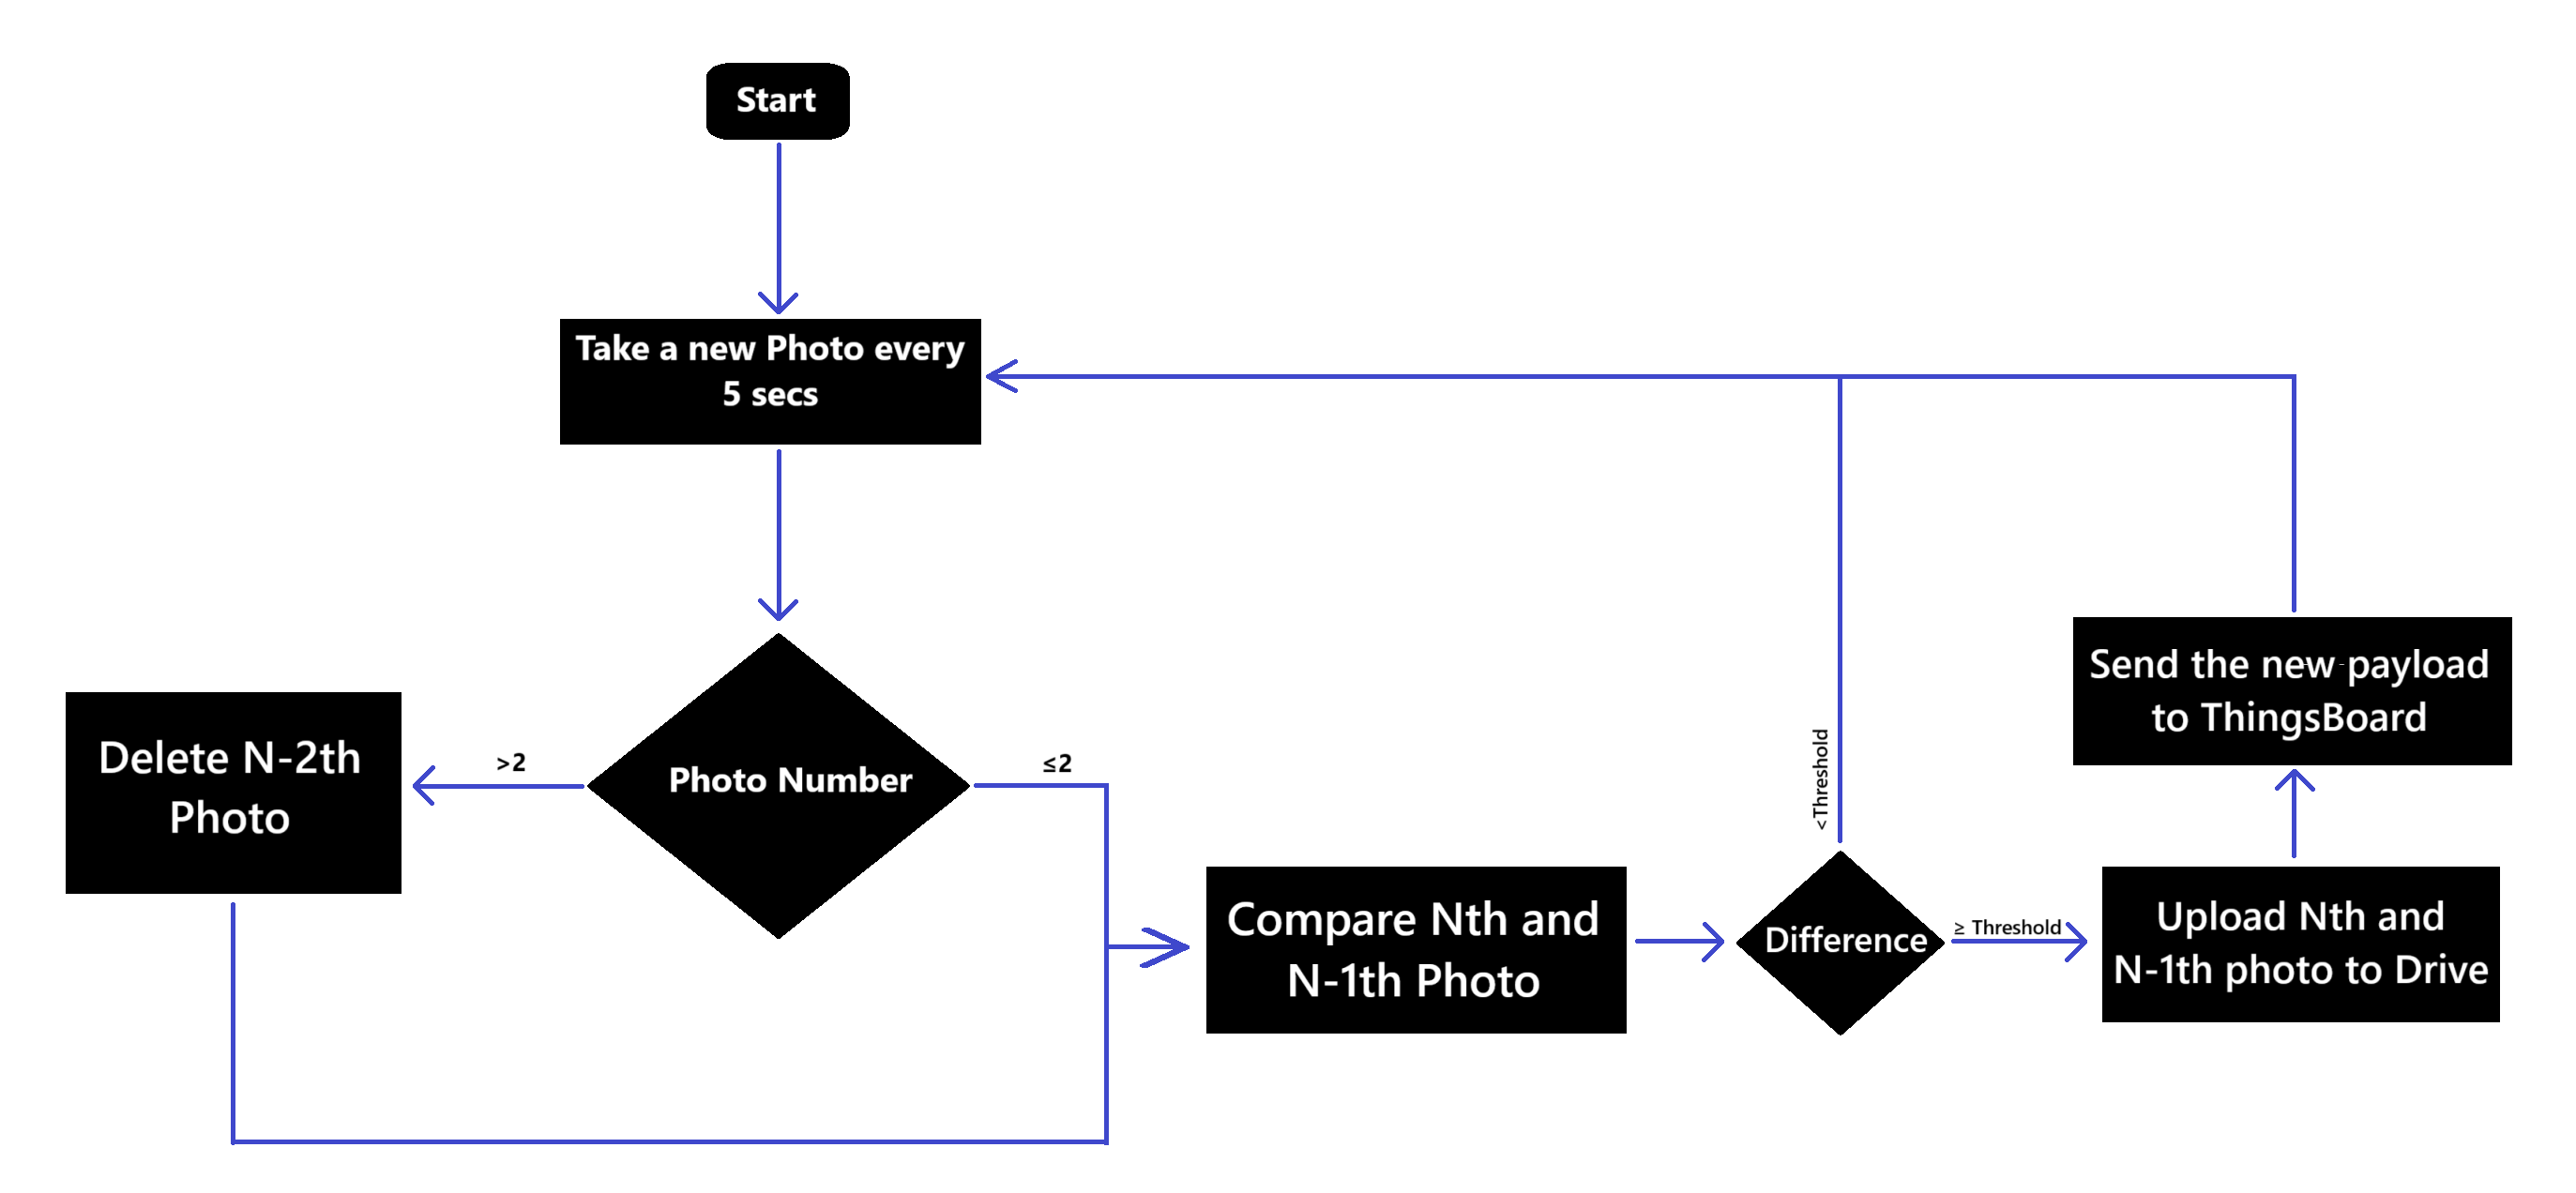 Start
Take a new Photo every
5 secs
Photo Number
>2
≤2
Delete N-2th
Photo
Compare Nth and
N-1th Photo
Difference
<Threshold
≥ Threshold
Upload Nth and
N-1th photo to Drive
Send the new payload
to ThingsBoard